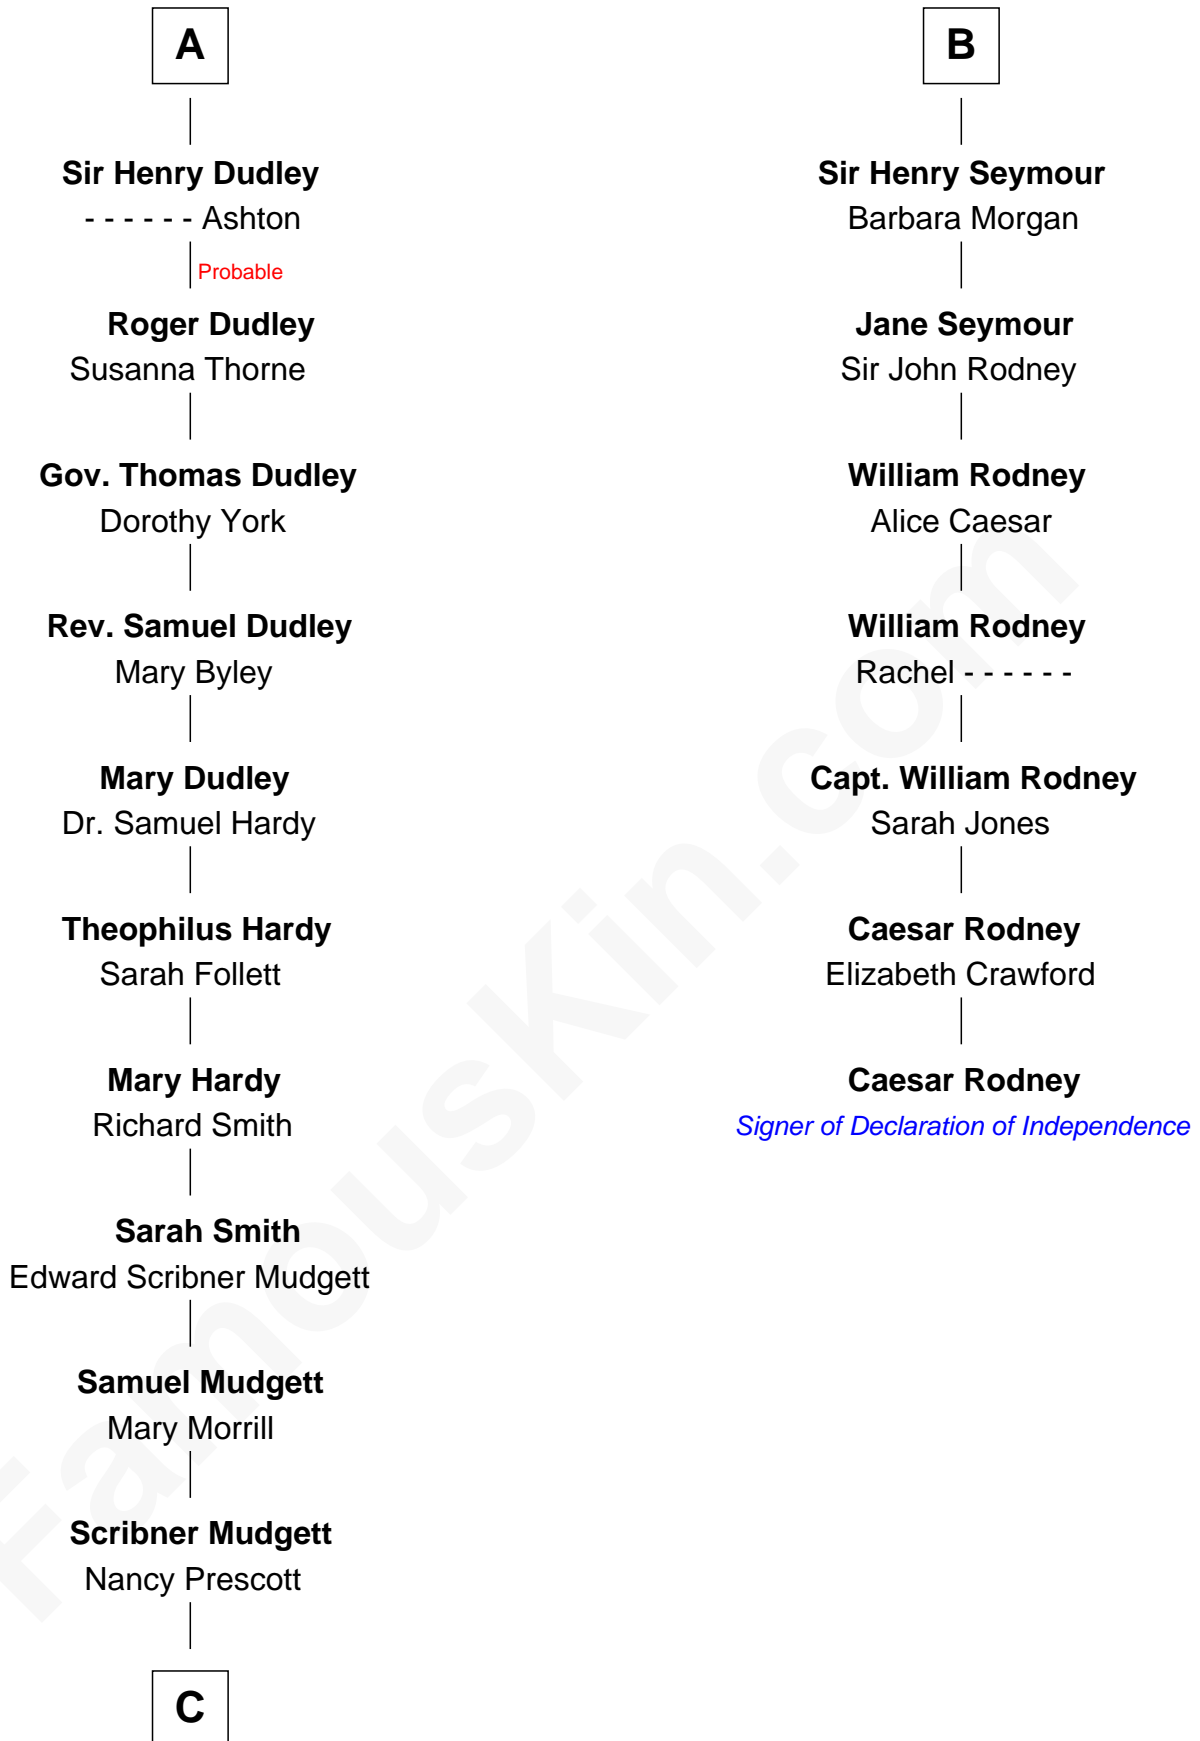 A
Sir Henry Dudley
- - - - - - Ashton
Probable
Roger Dudley
Susanna Thorne
Gov. Thomas Dudley
Dorothy York
Rev. Samuel Dudley
Mary Byley
Mary Dudley
Dr. Samuel Hardy
Theophilus Hardy
Sarah Follett
Mary Hardy
Richard Smith
Sarah Smith
Edward Scribner Mudgett
Samuel Mudgett
Mary Morrill
Scribner Mudgett
Nancy Prescott
C
B
Sir Henry Seymour
Barbara Morgan
Jane Seymour
Sir John Rodney
William Rodney
Alice Caesar
William Rodney
Rachel - - - - - -
Capt. William Rodney
Sarah Jones
Caesar Rodney
Elizabeth Crawford
Caesar Rodney
Signer of Declaration of Independence
FamousKin.com